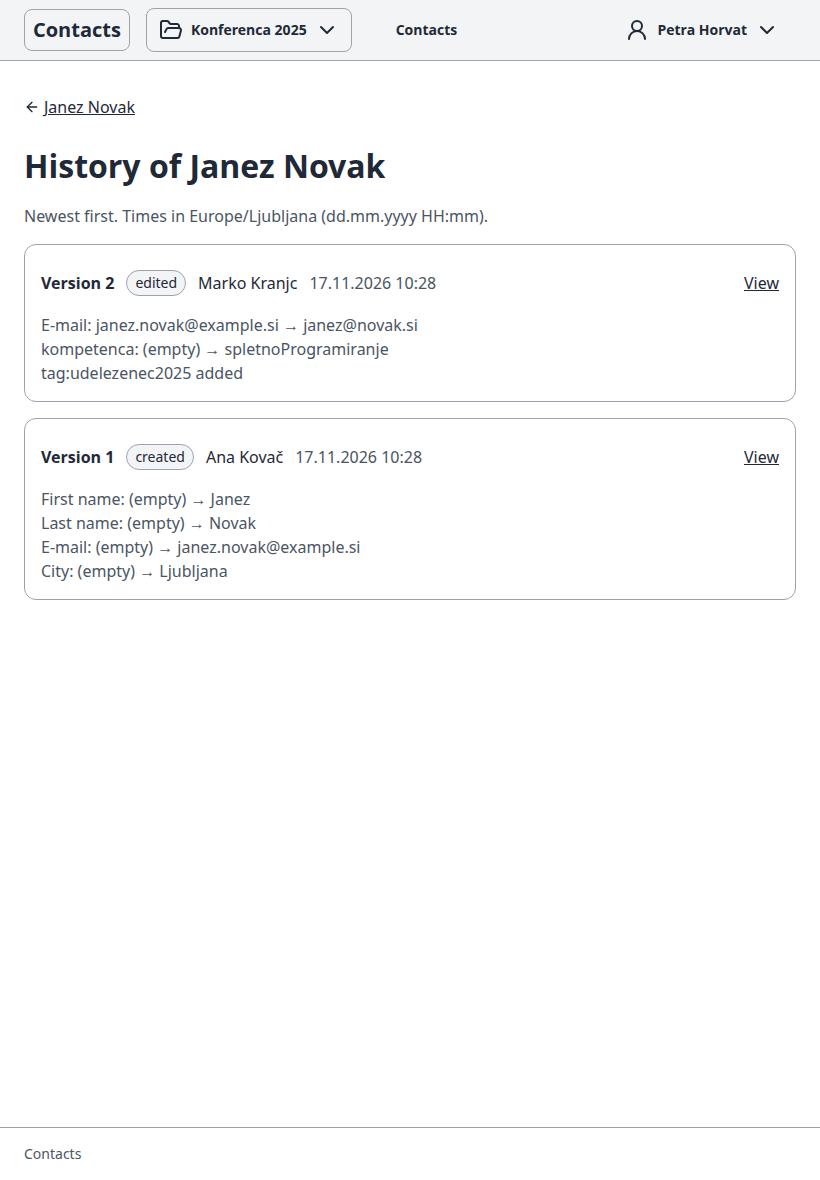 Contacts
Konferenca 2025
Contacts
Petra Horvat
← Janez Novak
History of Janez Novak
Newest first. Times in Europe/Ljubljana (dd.mm.yyyy HH:mm).
Version 2 edited Marko Kranjc 17.11.2026 10:28 View
E-mail: janez.novak@example.si → janez@novak.si
kompetenca: (empty) → spletnoProgramiranje
tag:udelezenec2025 added
Version 1 created Ana Kovač 17.11.2026 10:28 View
First name: (empty) → Janez
Last name: (empty) → Novak
E-mail: (empty) → janez.novak@example.si
City: (empty) → Ljubljana
Contacts